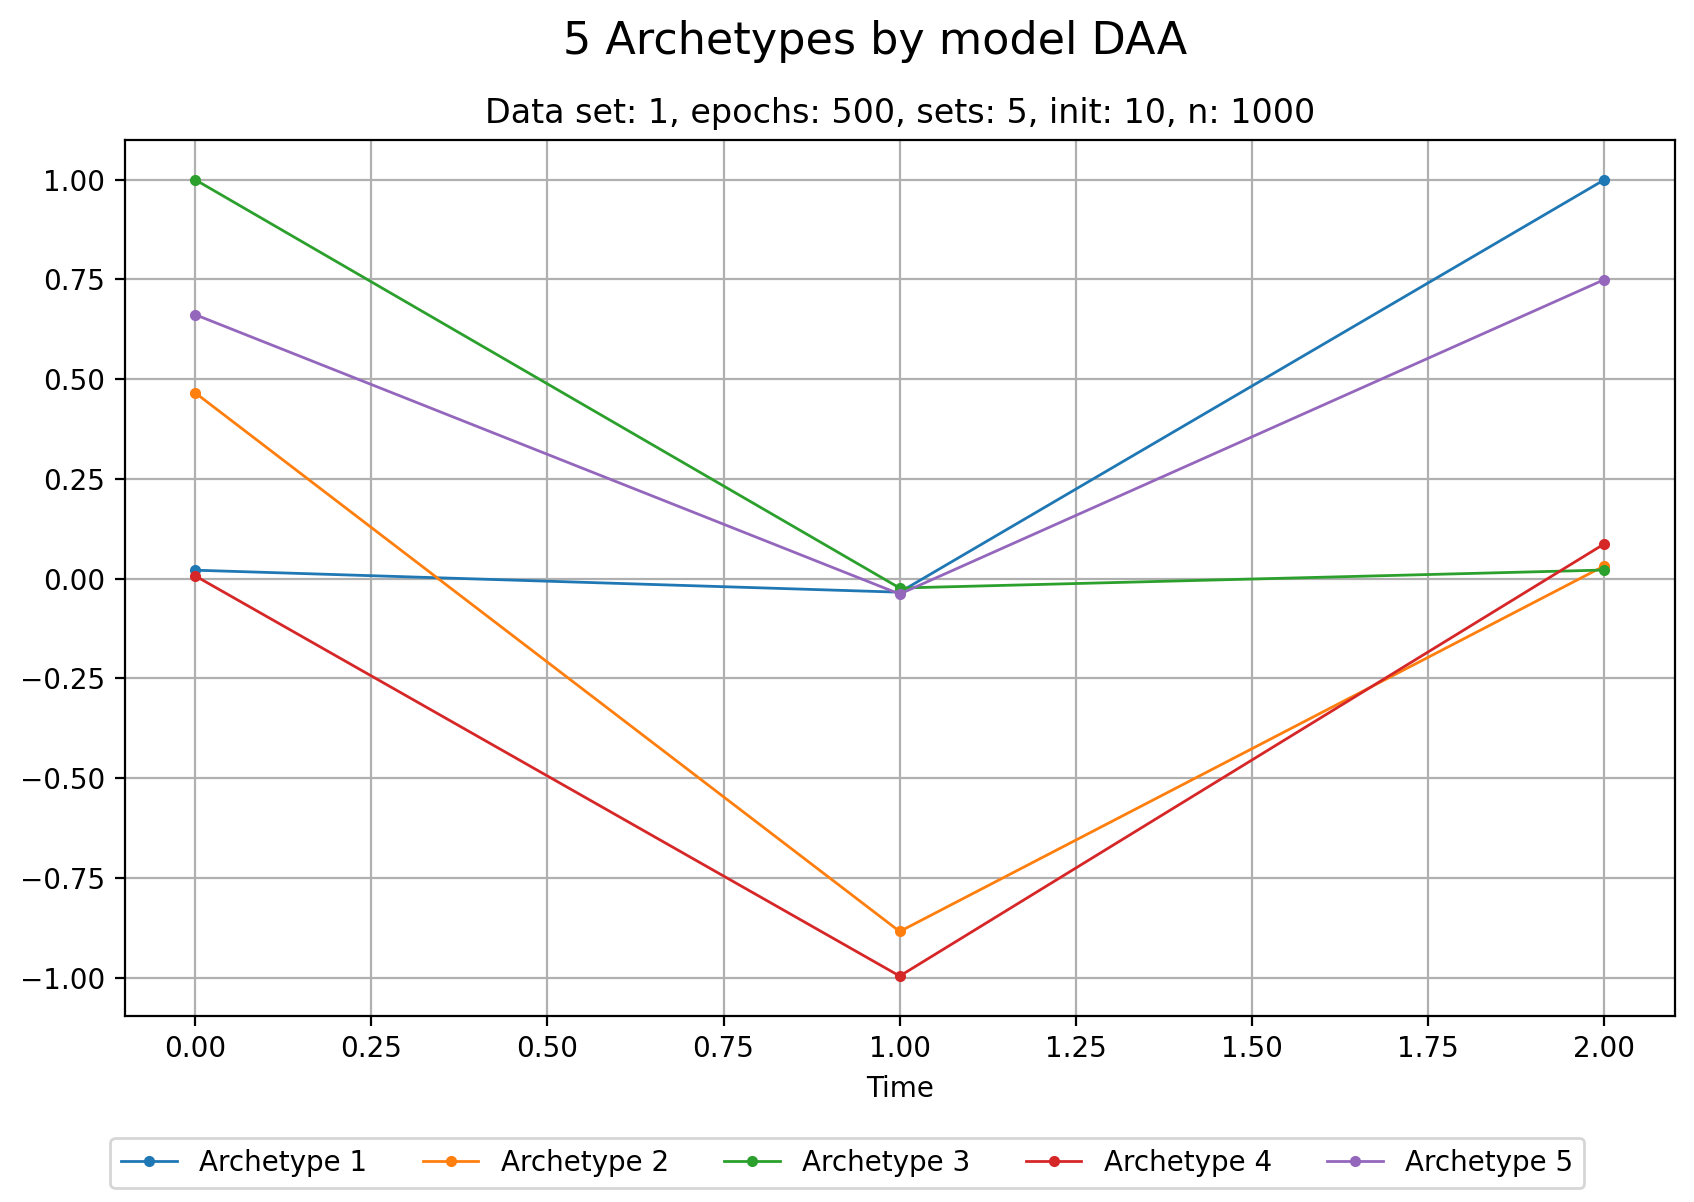 5 Archetypes by model DAA
Data set: 1, epochs: 500, sets: 5, init: 10, n: 1000
1.00
0.75
0.50
0.25
0.00
−0.25
−0.50
−0.75
−1.00
0.00 0.25 0.50 0.75 1.00 1.25 1.50 1.75 2.00
Time
Archetype 1 Archetype 2 Archetype 3 Archetype 4 Archetype 5